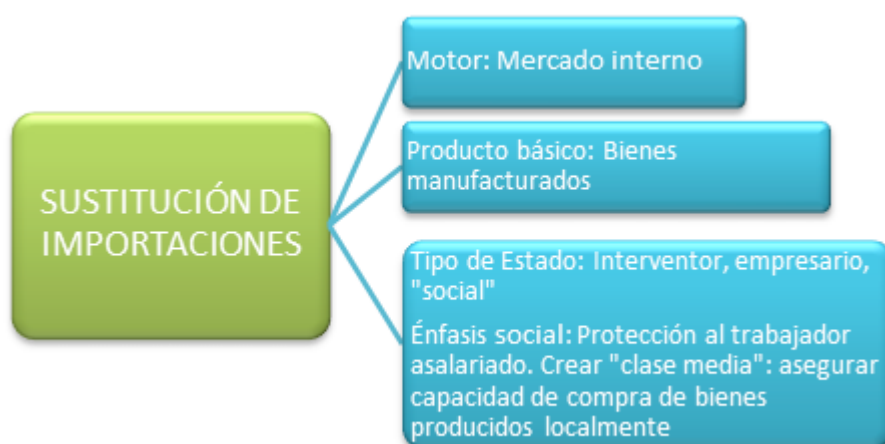 SUSTITUCIÓN DE
IMPORTACIONES
Motor: Mercado interno
Producto básico: Bienes
manufacturados
Tipo de Estado: Interventor, empresario,
"social"
Énfasis social: Protección al trabajador
asalariado. Crear "clase media": asegurar
capacidad de compra de bienes
producidos localmente